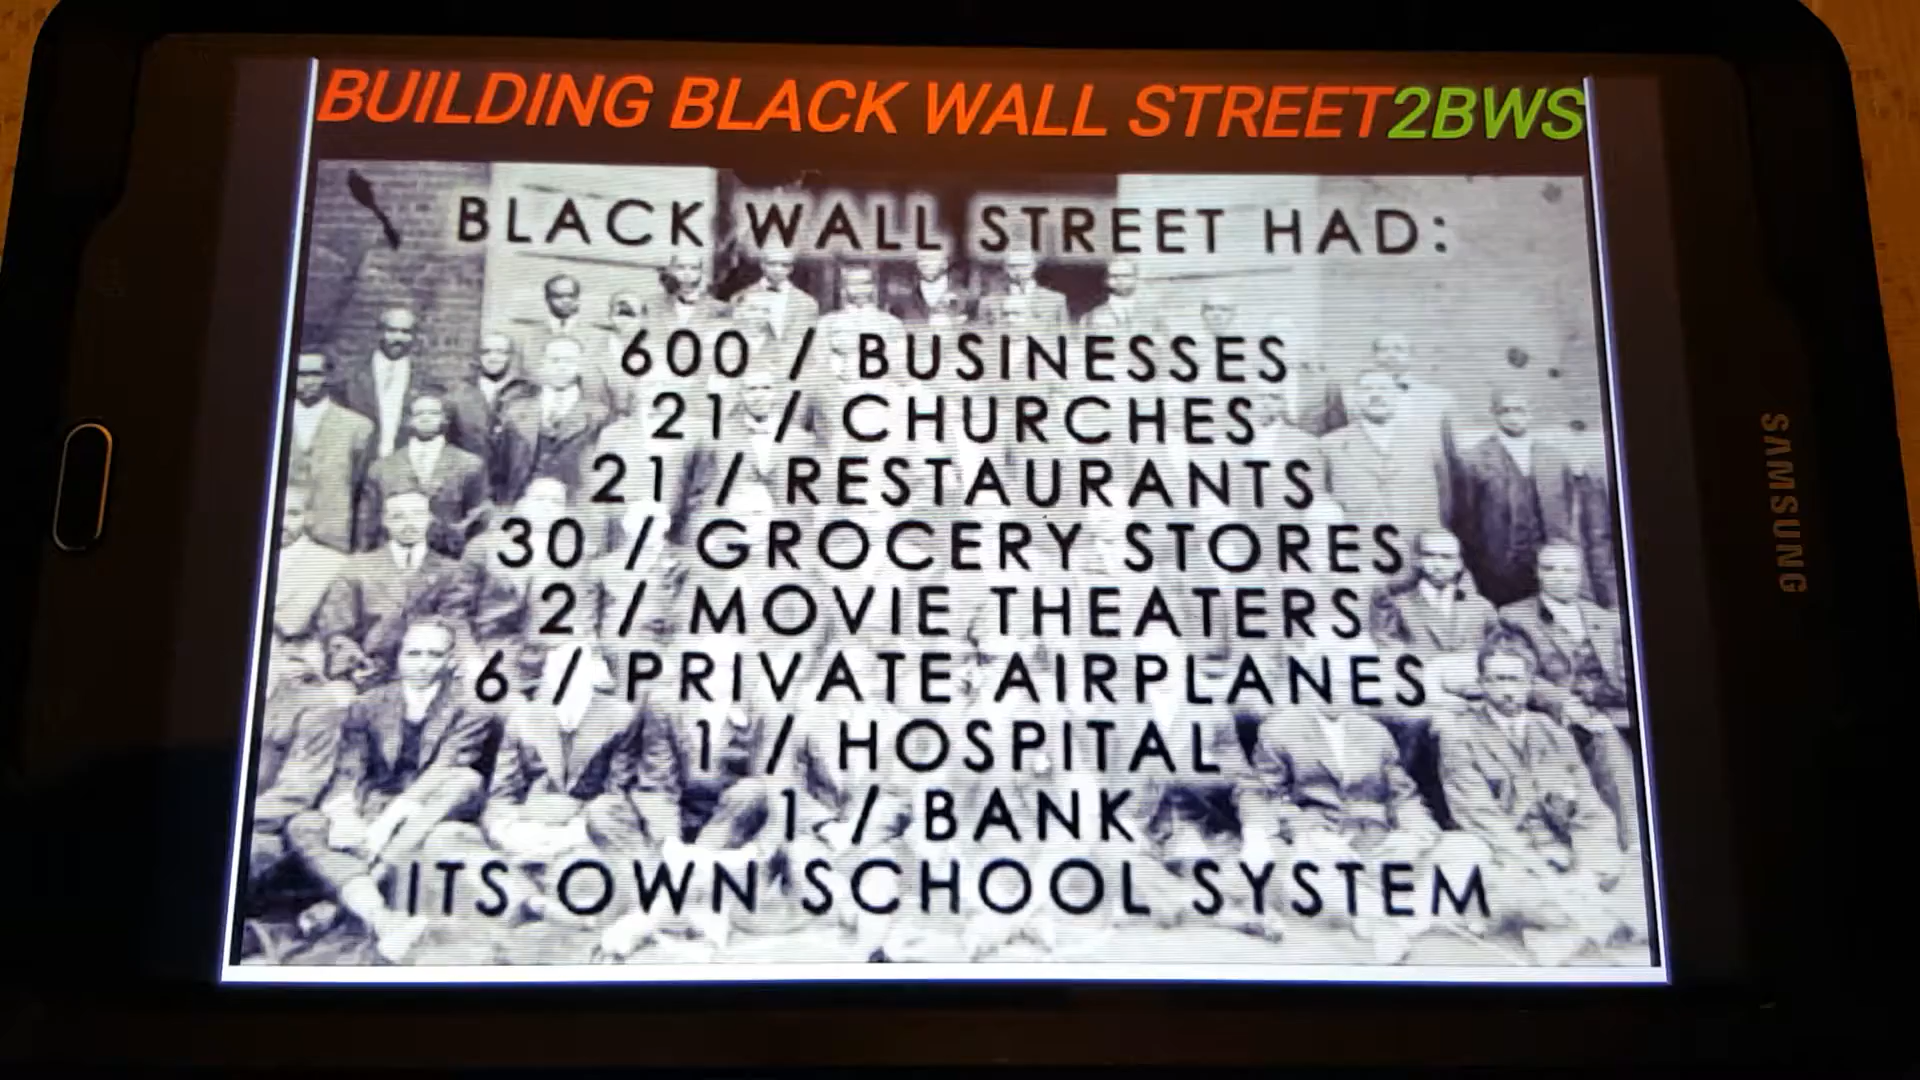 BUILDING BLACK WALL STREET2BWS
BLACK WALL STREET HAD:
600 / BUSINESSES
21 / CHURCHES
21 / RESTAURANTS
30 / GROCERY STORES
2 / MOVIE THEATERS
6 / PRIVATE AIRPLANES
1 / HOSPITAL
1 / BANK
ITS OWN SCHOOL SYSTEM
SAMSUNG